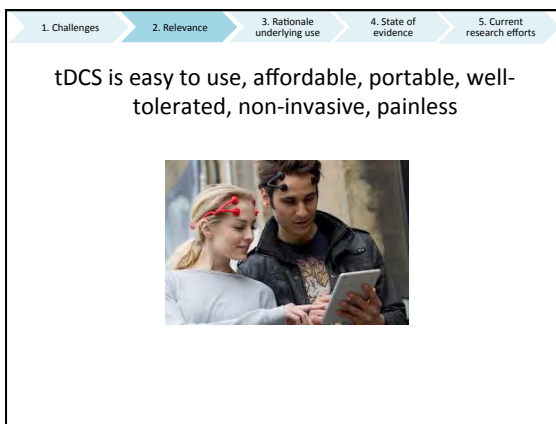 1. Challenges
2. Relevance
3. Rationale
underlying use
4. State of
evidence
5. Current
research efforts
tDCS is easy to use, affordable, portable, well-
tolerated, non-invasive, painless